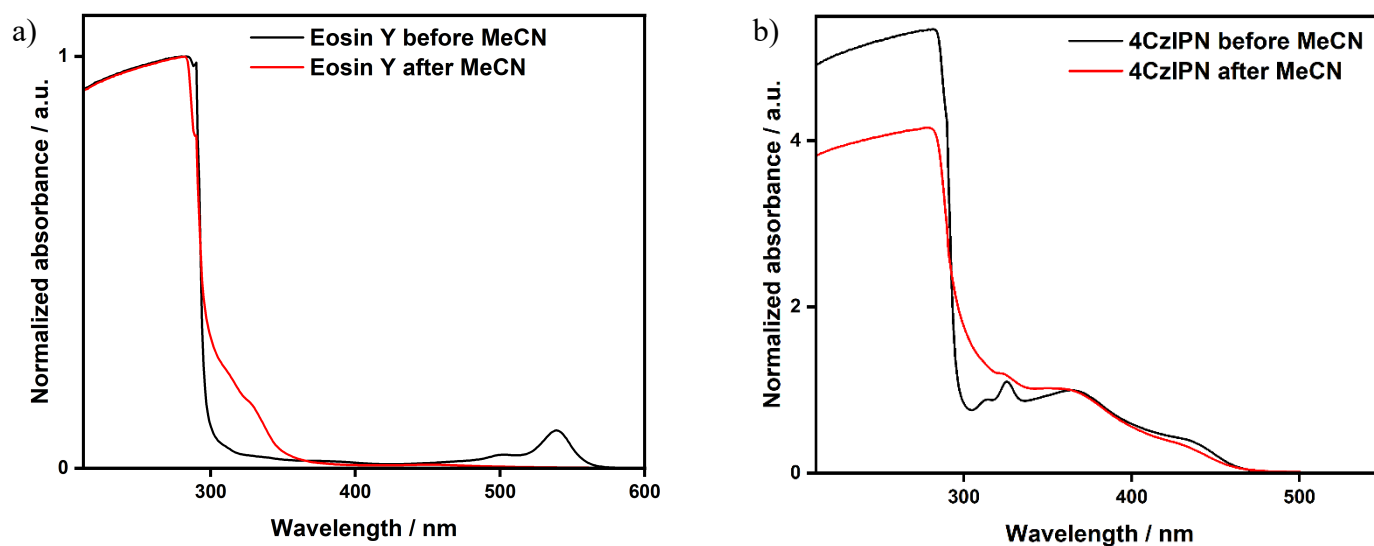 a)
Eosin Y before MeCN
Eosin Y after MeCN
Normalized absorbance / a.u.
1
0
300
400
500
600
Wavelength / nm
b)
4CzIPN before MeCN
4CzIPN after MeCN
Normalized absorbance / a.u.
4
2
0
300
400
500
Wavelength / nm